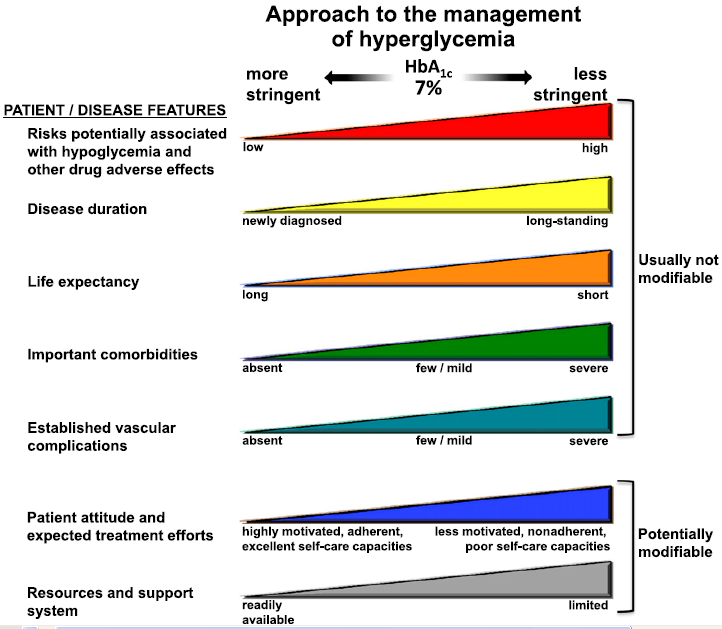 Approach to the management
of hyperglycemia
HbA1c
7%
more
stringent
less
stringent
PATIENT / DISEASE FEATURES
Risks potentially associated
with hypoglycemia and
other drug adverse effects
low
high
Disease duration
newly diagnosed
long-standing
Life expectancy
long
short
Important comorbidities
absent
few / mild
severe
Established vascular
complications
absent
few / mild
severe
Usually not
modifiable
Patient attitude and
expected treatment efforts
highly motivated, adherent,
excellent self-care capacities
less motivated, nonadherent,
poor self-care capacities
Resources and support
system
readily
available
limited
Potentially
modifiable